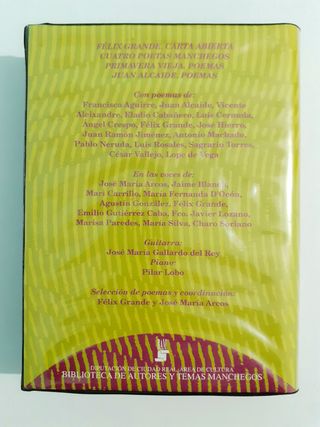 FÉLIX GRANDE. CARTA ABIERTA
CUATRO POETAS MANCHEGOS
PRIMAVERA VIEJA. POEMAS
JUAN ALCAIDE, POEMAS
Con poemas de:
Francisca Aguirre, Juan Alcaide, Vicente
Aleixandre, Eladio Cabañero, Luis Cernuda,
Angel Crespo, Félix Grande, José Hierro,
Juan Ramón Jiménez, Antonio Machado,
Pablo Neruda, Luis Rosales, Sagrario Torres,
César Vallejo, Lope de Vega
En las voces de:
José María Arcos, Jaime Blanch,
Mari Carrillo, María Fernanda D'Ocón,
Agustín González, Félix Grande,
Emilio Gutiérrez Caba, Fco. Javier Lozano,
Marisa Paredes, María Silva, Charo Soriano
Guitarra:
José María Gallardo del Rey
Piano:
Pilar Lobo
Selección de poemas y coordinación:
Félix Grande y José María Arcos
DIPUTACIÓN DE CIUDAD REAL, ÁREA DE CULTURA
BIBLIOTECA DE AUTORES Y TEMAS MANCHEGOS